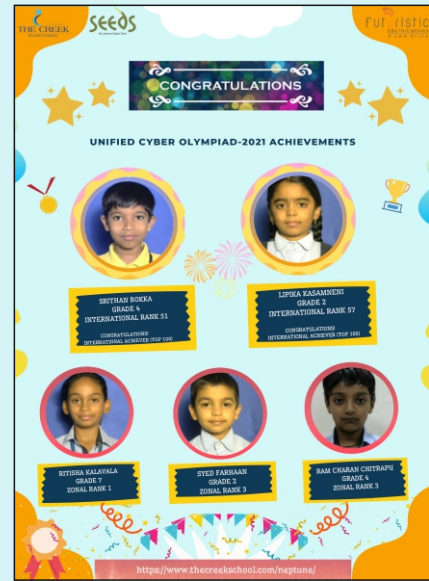 THE CREEK
SEEDS
Futuristic
CONGRATULATIONS
UNIFIED CYBER OLYMPIAD-2021 ACHIEVEMENTS
SRITHAN BOKKA
GRADE 4
INTERNATIONAL RANK 51
CONGRATULATIONS!
INTERNATIONAL ACHIEVER (TOP 100)
LIPIKA KASAMNENI
GRADE 2
INTERNATIONAL RANK 57
CONGRATULATIONS!
INTERNATIONAL ACHIEVER (TOP 100)
RITISHA KALAVALA
GRADE 7
ZONAL RANK 1
SYED FARHAAN
GRADE 2
ZONAL RANK 3
RAM CHARAN CHITRAPU
GRADE 4
ZONAL RANK 3
https://www.thecreekschool.com/neptune/